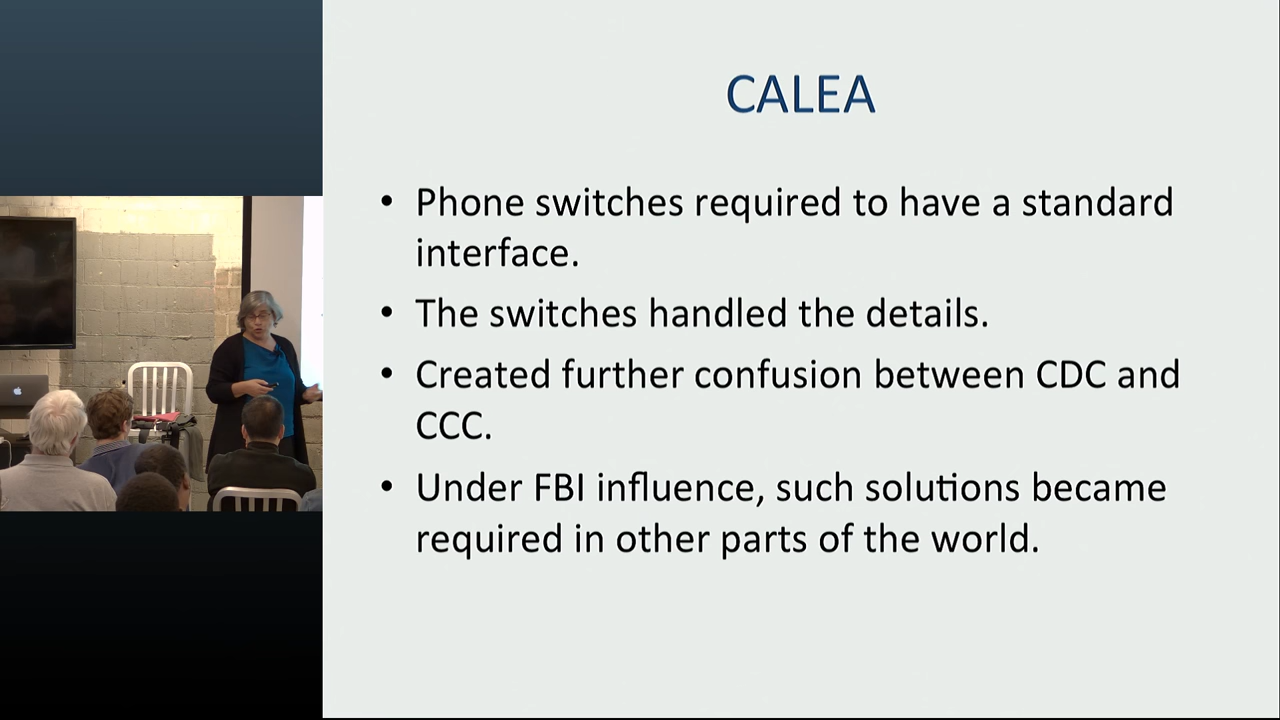 CALEA
• Phone switches required to have a standard
interface.
• The switches handled the details.
• Created further confusion between CDC and
CCC.
• Under FBI influence, such solutions became
required in other parts of the world.